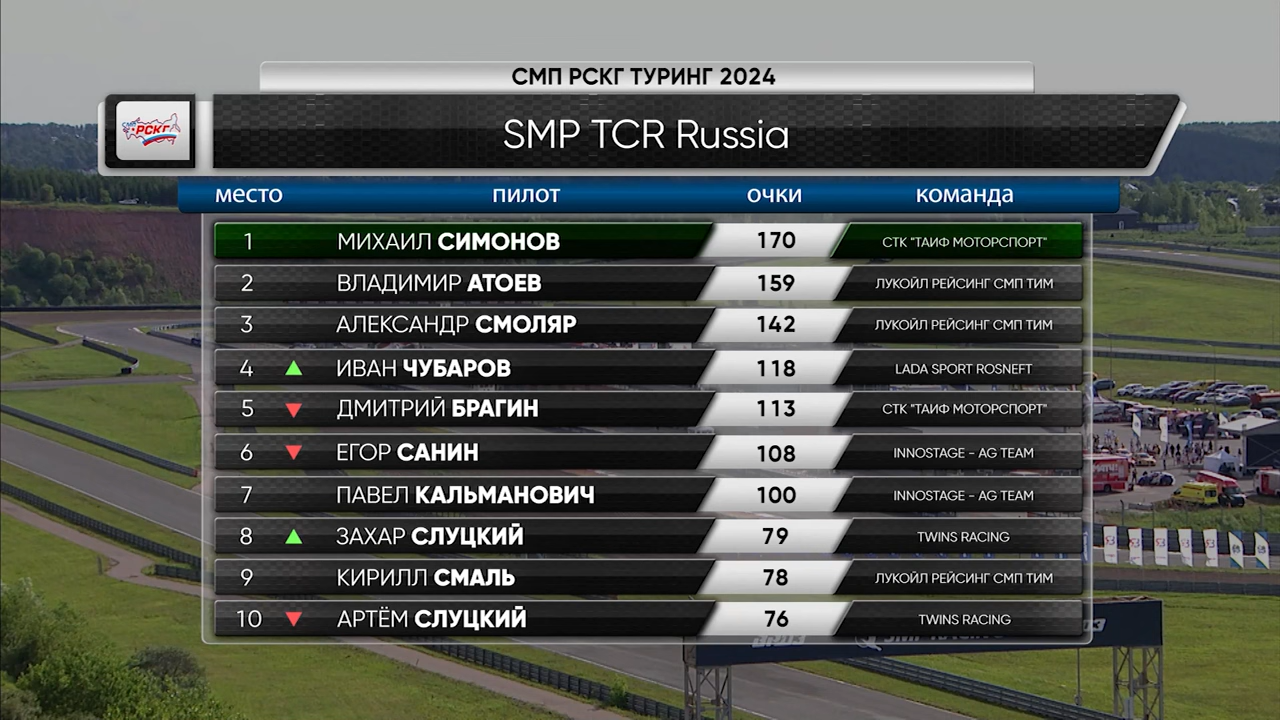 СМП РСКГ ТУРИНГ 2024
РСКГ
SMP TCR Russia
место пилот очки команда
1 МИХАИЛ СИМОНОВ 170 СТК "ТАИФ МОТОРСПОРТ"
2 ВЛАДИМИР АТОЕВ 159 ЛУКОЙЛ РЕЙСИНГ СМП ТИМ
3 АЛЕКСАНДР СМОЛЯР 142 ЛУКОЙЛ РЕЙСИНГ СМП ТИМ
4 ИВАН ЧУБАРОВ 118 LADA SPORT ROSNEFT
5 ДМИТРИЙ БРАГИН 113 СТК "ТАИФ МОТОРСПОРТ"
6 ЕГОР САНИН 108 INNOSTAGE - AG TEAM
7 ПАВЕЛ КАЛЬМАНОВИЧ 100 INNOSTAGE - AG TEAM
8 ЗАХАР СЛУЦКИЙ 79 TWINS RACING
9 КИРИЛЛ СМАЛЬ 78 ЛУКОЙЛ РЕЙСИНГ СМП ТИМ
10 АРТЁМ СЛУЦКИЙ 76 TWINS RACING